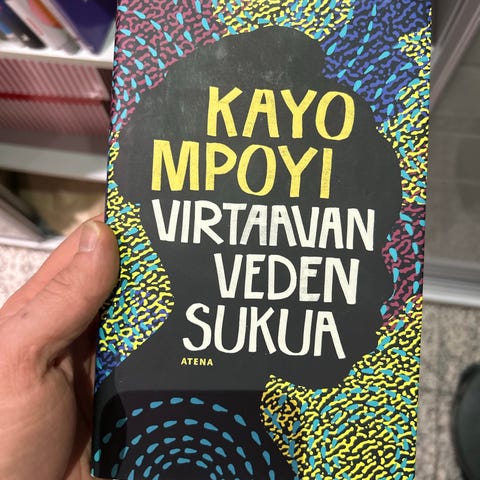 KAYO
MPOYI
VIRTAAVAN
VEDEN
SUKUA
ATENA